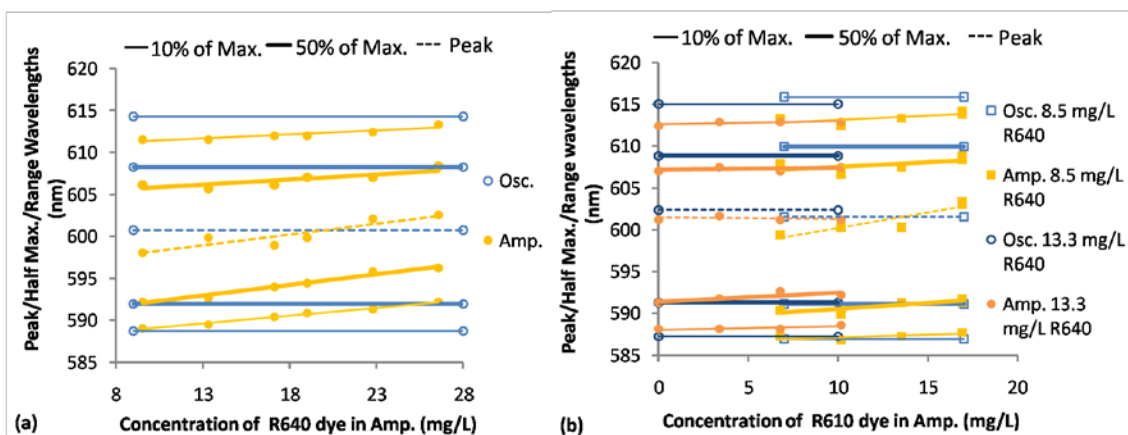 10% of Max. 50% of Max. Peak
Peak/Half Max./Range Wavelengths
(nm)
620
615
610
605
600
595
590
585
8 13 18 23 28
Osc.
Amp.
(a) Concentration of R640 dye in Amp. (mg/L)
10% of Max. 50% of Max. Peak
Peak/Half Max./Range wavelengths
(nm)
620
615
610
605
600
595
590
585
0 5 10 15 20
Osc. 8.5 mg/L
R640
Amp. 8.5 mg/L
R640
Osc. 13.3 mg/L
R640
Amp. 13.3
mg/L R640
(b) Concentration of R610 dye in Amp. (mg/L)